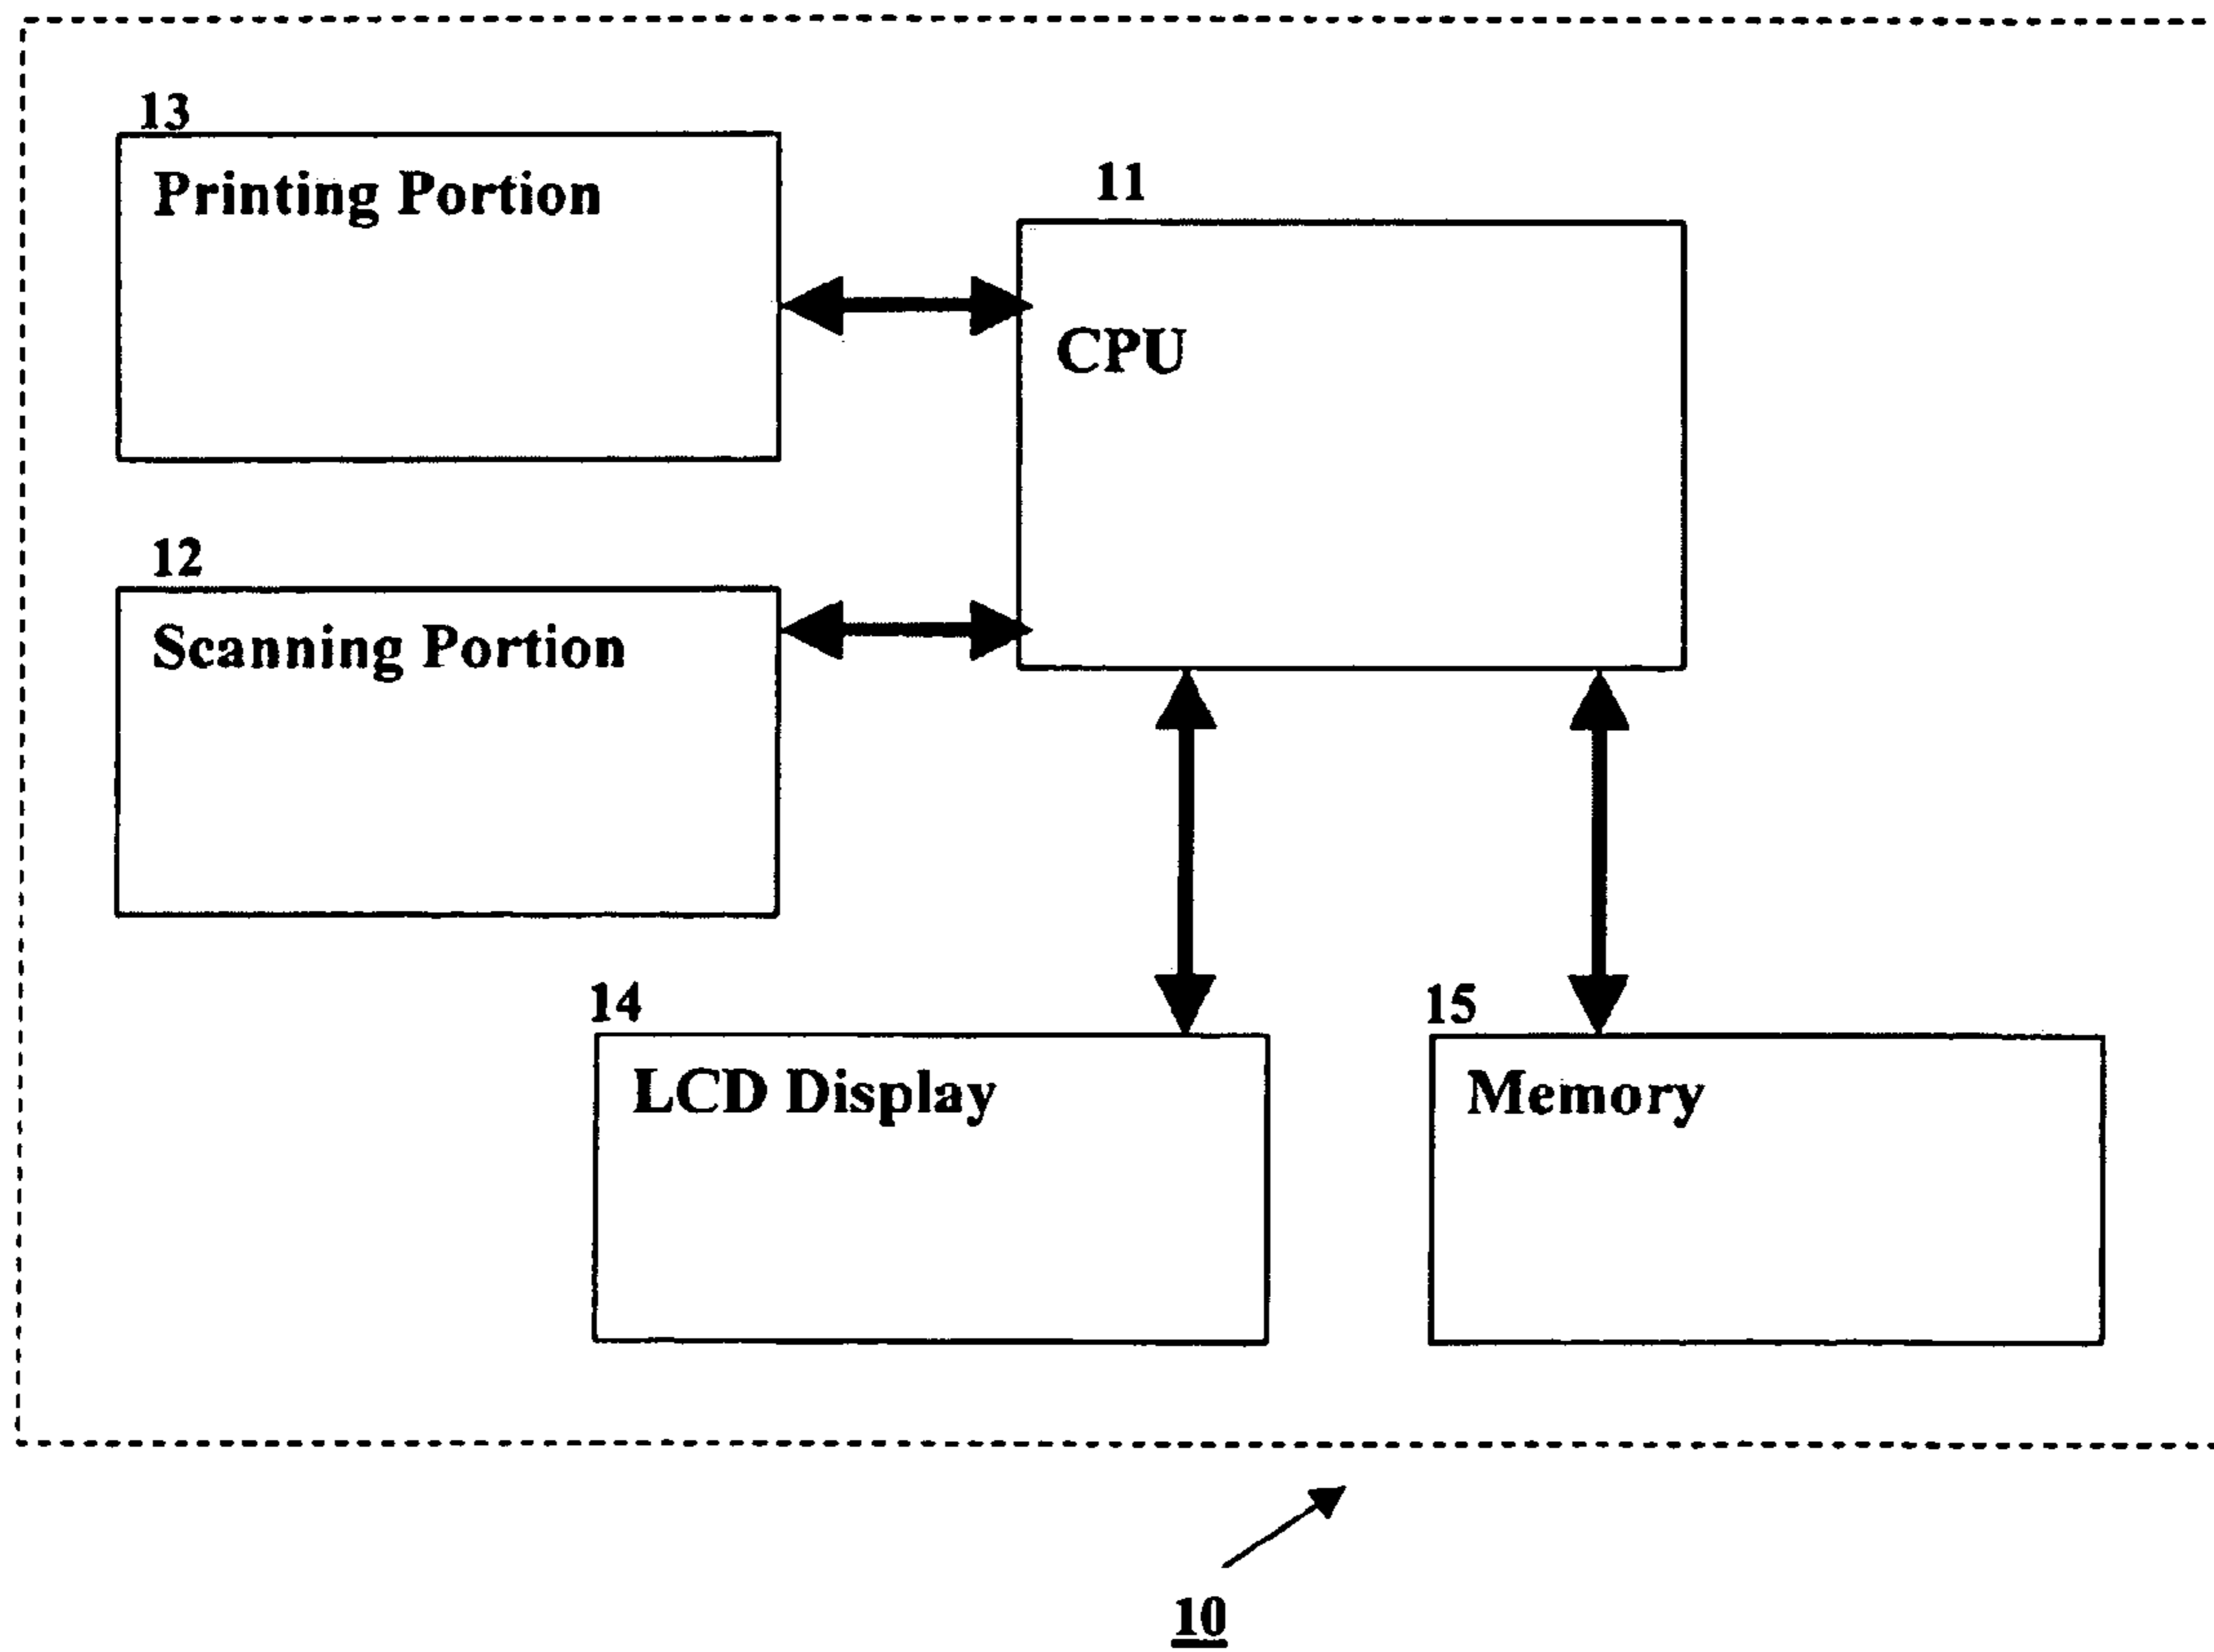 13
Printing Portion
11
CPU
12
Scanning Portion
14
LCD Display
15
Memory
10